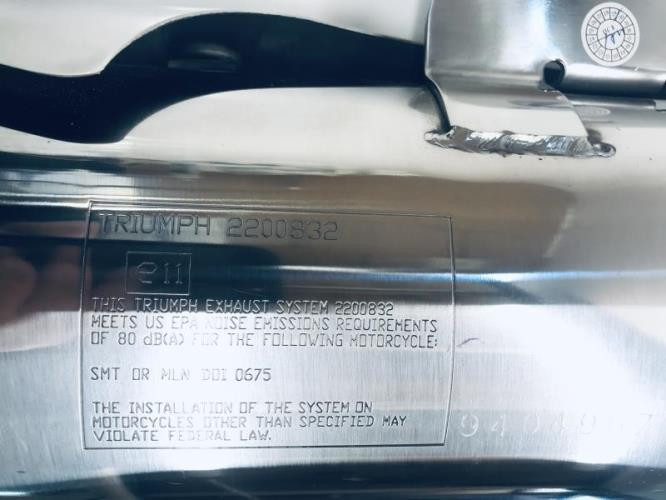 TRIUMPH 2200832
e11
THIS TRIUMPH EXHAUST SYSTEM 2200832
MEETS US EPA NOISE EMISSIONS REQUIREMENTS
OF 80 dB(A) FOR THE FOLLOWING MOTORCYCLE:
SMT OR MLN DDI 0675
THE INSTALLATION OF THE SYSTEM ON
MOTORCYCLES OTHER THAN SPECIFIED MAY
VIOLATE FEDERAL LAW.